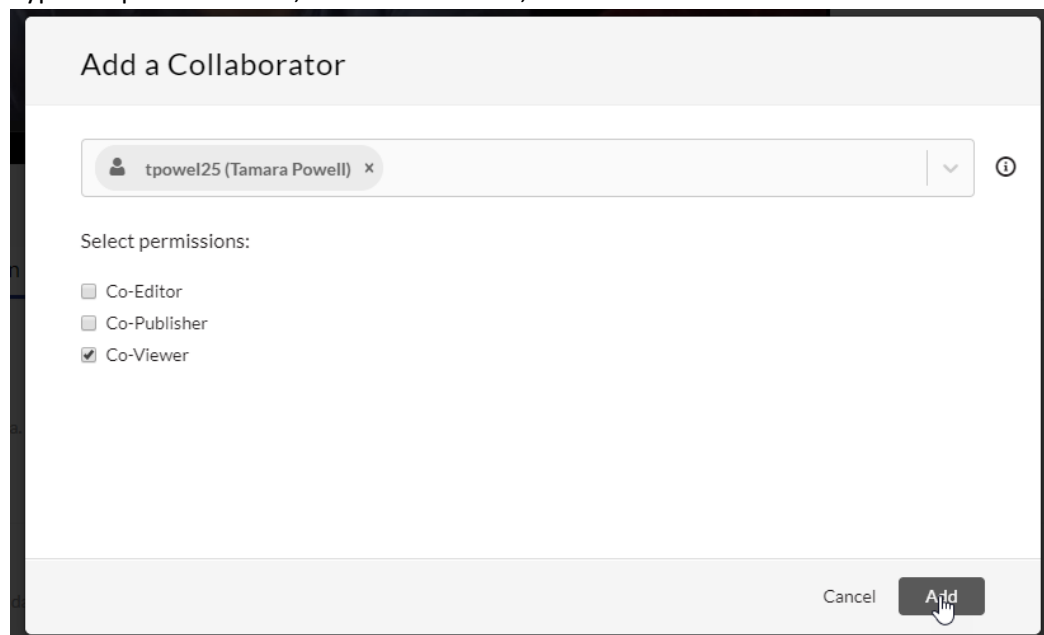 Add a Collaborator
tpowel25 (Tamara Powell) ×
Select permissions:
Co-Editor
Co-Publisher
Co-Viewer
Cancel Add